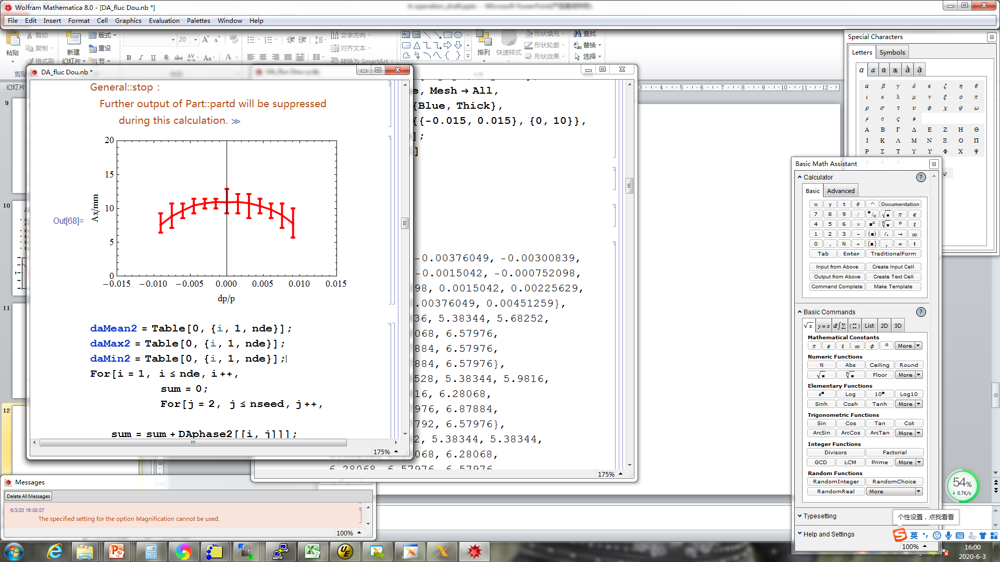 Wolfram Mathematica 8.0 - [DA_fluc Dou.nb *]
File Edit Insert Format Cell Graphics Evaluation Palettes Window Help
粘贴
剪切
复制
格式刷
新建
幻灯片
版式
重设
节
20
B I U S abc AV Aa A
文字方向
对齐文本
转换为 SmartArt
排列
快速样式
形状填充
形状轮廓
形状效果
查找
替换
选择
幻灯片
9
10
11
12
DA_fluc Dou.nb *
General::stop :
Further output of Part::partd will be suppressed
during this calculation. ≫
Out[68]=
20
15
10
5
0
Ax/mm
−0.015 −0.010 −0.005 0.000 0.005 0.010 0.015
dp/p
daMean2 = Table[0, {i, 1, nde}];
daMax2 = Table[0, {i, 1, nde}];
daMin2 = Table[0, {i, 1, nde}];
For[i = 1, i ≤ nde, i++,
sum = 0;
For[j = 2, j ≤ nseed, j++,
sum = sum + DAphase2[[i, j]]];
175%
e, Mesh → All,
{Blue, Thick},
{{-0.015, 0.015}, {0, 10}},
];
]
-0.00376049, -0.00300839,
-0.0015042, -0.000752098,
98, 0.0015042, 0.00225629,
.00376049, 0.00451259},
36, 5.38344, 5.68252,
068, 6.57976,
884, 6.57976,
884, 6.57976},
528, 5.38344, 5.9816,
16, 6.28068,
976, 6.87884,
792, 6.57976},
2, 5.38344, 5.38344,
068, 6.28068,
6.28068, 6.57976, 6.57976
175%
Messages
Delete All Messages
6/3/20 16:00:07
The specified setting for the option Magnification cannot be used.
100%
Special Characters
Letters Symbols
α a α a à ạ
α β γ δ ϵ ζ η θ
ι κ λ μ ν ξ ο π
ρ σ τ υ ϕ χ ψ ω
Α Β Γ Δ Ε Ζ Η Θ
Ι Κ Λ Μ Ν Ξ Ο Π
Ρ Σ Τ Υ ϒ Φ Χ Ψ
φ
Basic Math Assistant
Calculator
Basic Advanced
x y t θ ^ Documentation
7 8 9 / π ⅇ
4 5 6 × ° ⅈ
1 2 3 − (■) /. → ∞
0 . N + {■} , = !
Tab Enter TraditionalForm
Input from Above Create Input Cell
Output from Above Create Text Cell
Command Complete Make Template
Basic Commands
√x y=x ⅆ∫∑ List 2D 3D
Mathematical Constants
π ⅇ ⅈ ∞ ϕ ° More
Numeric Functions
N Abs Ceiling Round
√■ Floor More
Elementary Functions
ⅇ■ Log 10■ Log10
Sinh Cosh Tanh More
Trigonometric Functions
Sin Cos Tan Cot
ArcSin ArcCos ArcTan More
Integer Functions
Divisors Factorial
GCD LCM Prime More
Random Functions
RandomInteger RandomChoice
RandomReal More
Typesetting
Help and Settings
100%
54%
↓ 0.7K/s
个性设置，点我看看
英
16:00
2020-6-3